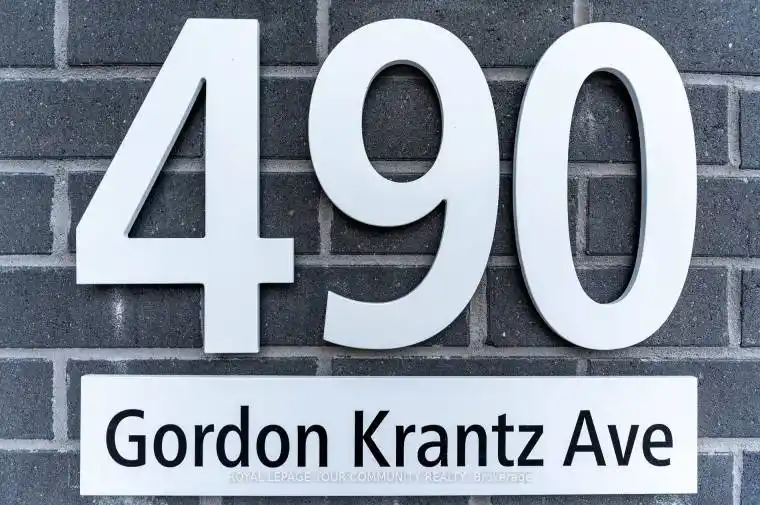 490
Gordon Krantz Ave
ROYAL LEPAGE YOUR COMMUNITY REALTY, Brokerage